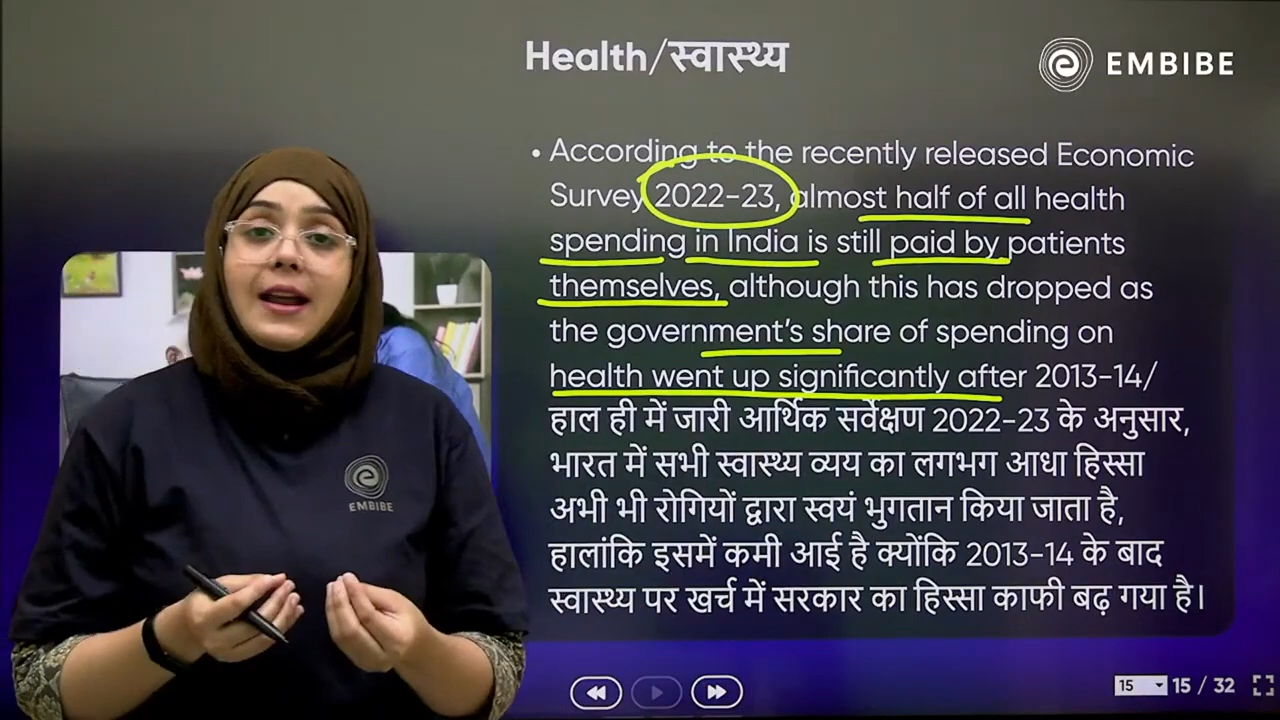 Health/स्वास्थ्य
EMBIBE
• According to the recently released Economic
Survey 2022-23, almost half of all health
spending in India is still paid by patients
themselves, although this has dropped as
the government's share of spending on
health went up significantly after 2013-14/
हाल ही में जारी आर्थिक सर्वेक्षण 2022-23 के अनुसार,
भारत में सभी स्वास्थ्य व्यय का लगभग आधा हिस्सा
अभी भी रोगियों द्वारा स्वयं भुगतान किया जाता है,
हालांकि इसमें कमी आई है क्योंकि 2013-14 के बाद
स्वास्थ्य पर खर्च में सरकार का हिस्सा काफी बढ़ गया है।
EMBIBE
15 15 / 32